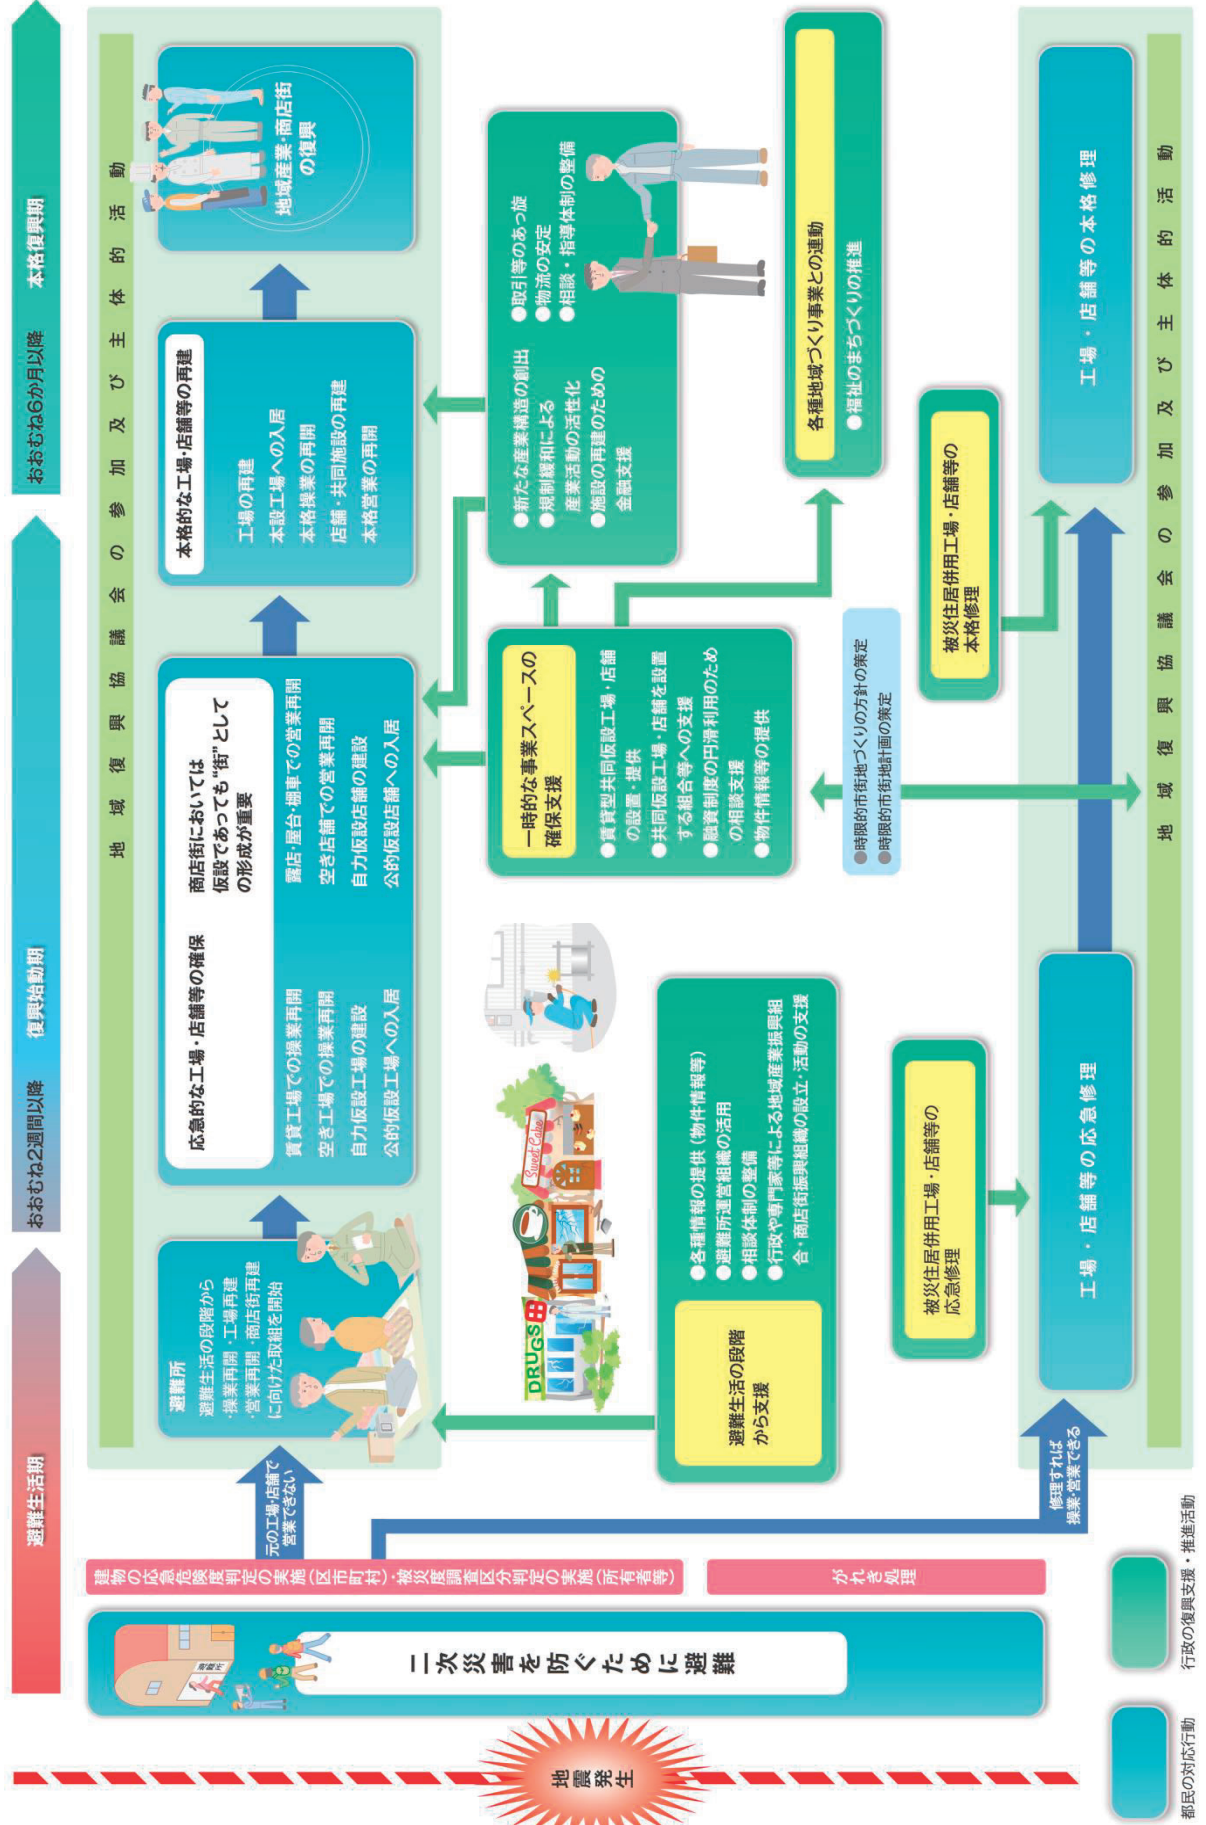 避難生活期
おおむね2週間以降
復興始動期
おおむね6か月以降
本格復興期
地震発生
二次災害を防ぐために避難
避難所
建物の応急危険度判定の実施(区市町村)・被災度調査区分判定の実施(所有者等)
がれき処理
元の工場・店舗で
営業できない
修理すれば
操業・営業できる
地域復興協議会の参加及び主体的活動
避難所
避難生活の段階から
・操業再開・工場再建
・営業再開・商店街再建
に向けた取組を開始
応急的な工場・店舗等の確保
商店街においては
仮設であっても“街”として
の形成が重要
賃貸工場での操業再開
空き工場での操業再開
自力仮設工場の建設
公的仮設工場への入居
露店・屋台・棚車での営業再開
空き店舗での営業再開
自力仮設店舗の建設
公的仮設店舗への入居
本格的な工場・店舗等の再建
工場の再建
本設工場への入居
本格操業の再開
店舗・共同施設の再建
本格営業の再開
地域産業・商店街
の復興
DRUGS
Sweet Cake
避難生活の段階
から支援
●各種情報の提供(物件情報等)
●避難所運営組織の活用
●相談体制の整備
●行政や専門家等による地域産業振興組
合・商店街振興組織の設立・活動の支援
一時的な事業スペースの
確保支援
●賃貸型共同仮設工場・店舗
の設置・提供
●共同仮設工場・店舗を設置
する組合等への支援
●融資制度の円滑利用のため
の相談支援
●物件情報等の提供
●新たな産業構造の創出
●規制緩和による
産業活動の活性化
●施設の再建のための
金融支援
●取引等のあっ旋
●物流の安定
●相談・指導体制の整備
各種地域づくり事業との連動
●福祉のまちづくりの推進
●時限的市街地づくりの方針の策定
●時限的市街地計画の策定
被災住居併用工場・店舗等の
応急修理
被災住居併用工場・店舗等の
本格修理
工場・店舗等の応急修理
工場・店舗等の本格修理
地域復興協議会の参加及び主体的活動
都民の対応行動
行政の復興支援・推進活動